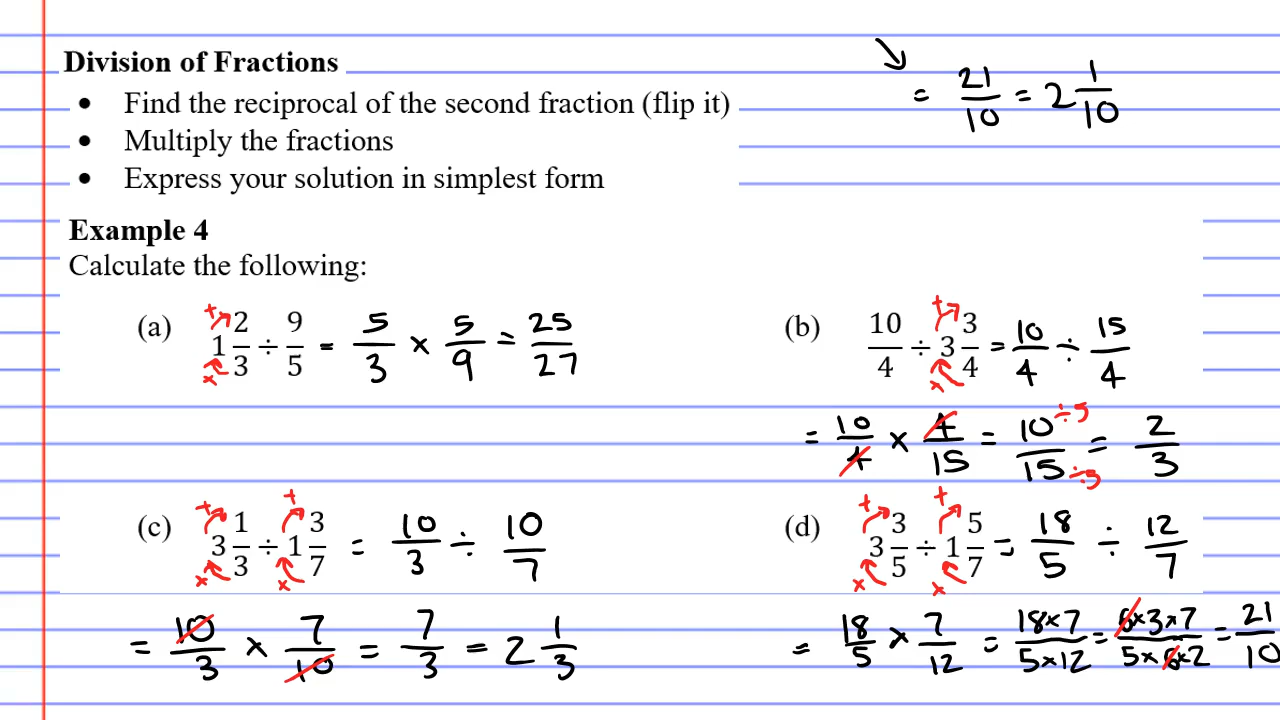 Division of Fractions
• Find the reciprocal of the second fraction (flip it)
• Multiply the fractions
• Express your solution in simplest form
= 21/10 = 2 1/10
Example 4
Calculate the following:
(a) 1 2/3 ÷ 9/5 = 5/3 × 5/9 = 25/27
(b) 10/4 ÷ 3 3/4 = 10/4 ÷ 15/4
= 10/4 × 4/15 = 10÷5/15÷5 = 2/3
(c) 3 1/3 ÷ 1 3/7 = 10/3 ÷ 10/7
= 10/3 × 7/10 = 7/3 = 2 1/3
(d) 3 3/5 ÷ 1 5/7 = 18/5 ÷ 12/7
= 18/5 × 7/12 = 18×7/5×12 = 6×3×7/5×6×2 = 21/10